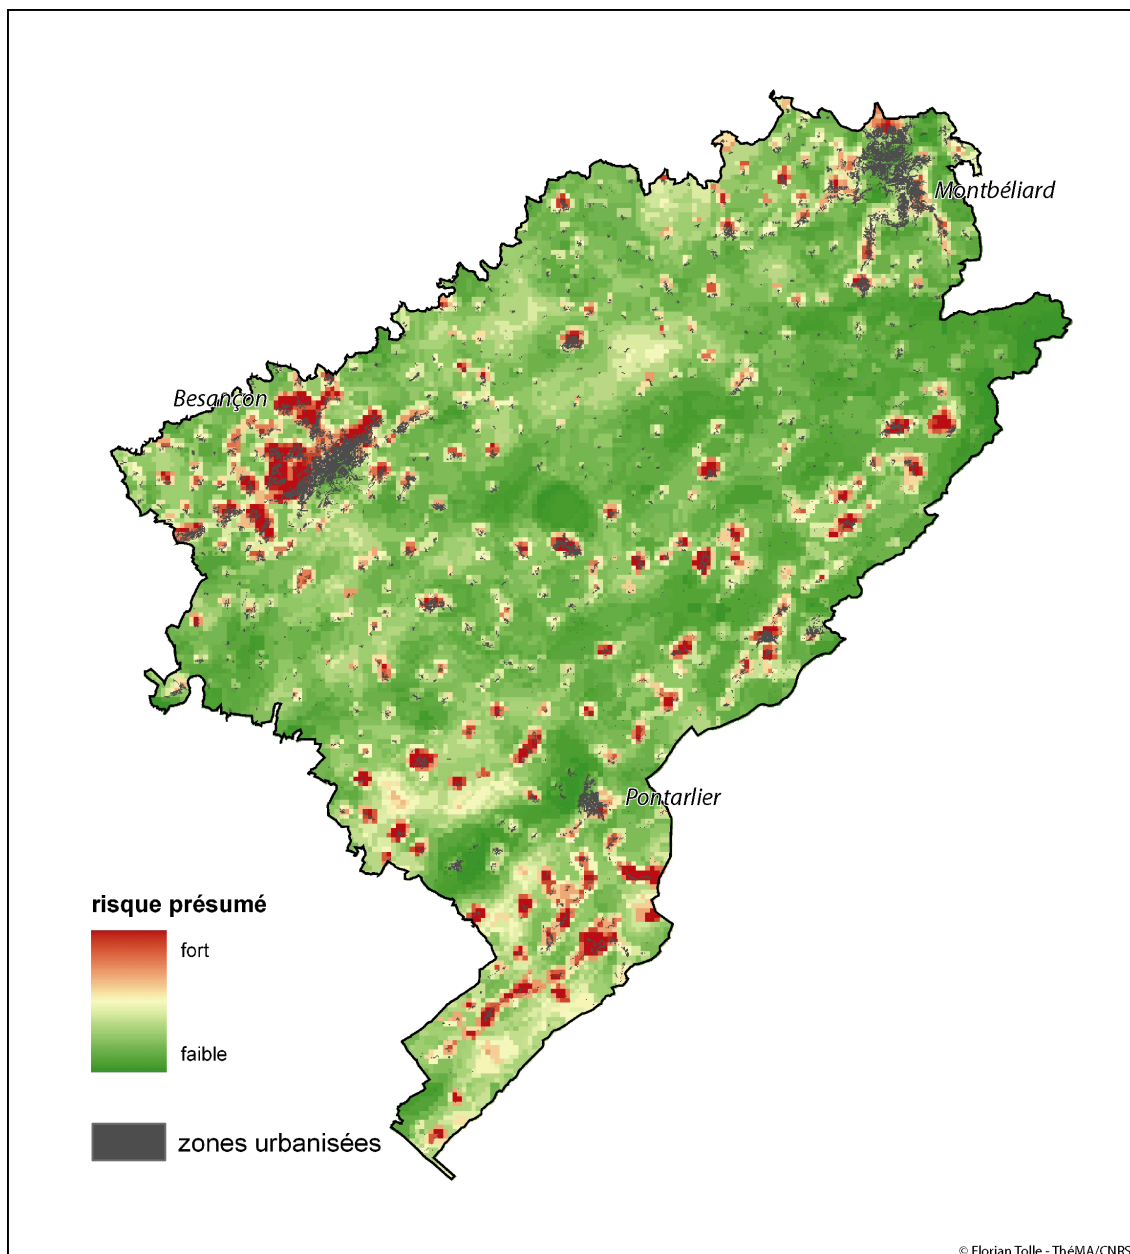 Montbéliard
Besançon
Pontarlier
risque présumé
fort
faible
zones urbanisées
© Florian Tolle - ThéMA/CNRS